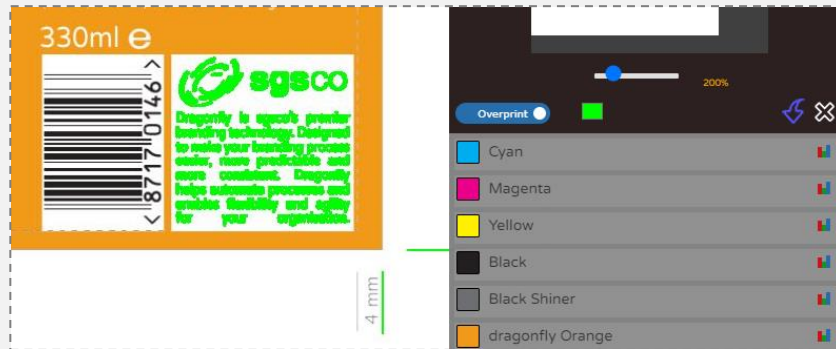 330ml e
< 8717 0146 >
sgsco
Dragonfly is sgsco's premier
branding technology. Designed
to make your branding process
easier, more predictable and
more consistent. Dragonfly
helps automate processes and
enables flexibility and agility
for your organisation.
4 mm
200%
Overprint
Cyan
Magenta
Yellow
Black
Black Shiner
dragonfly Orange